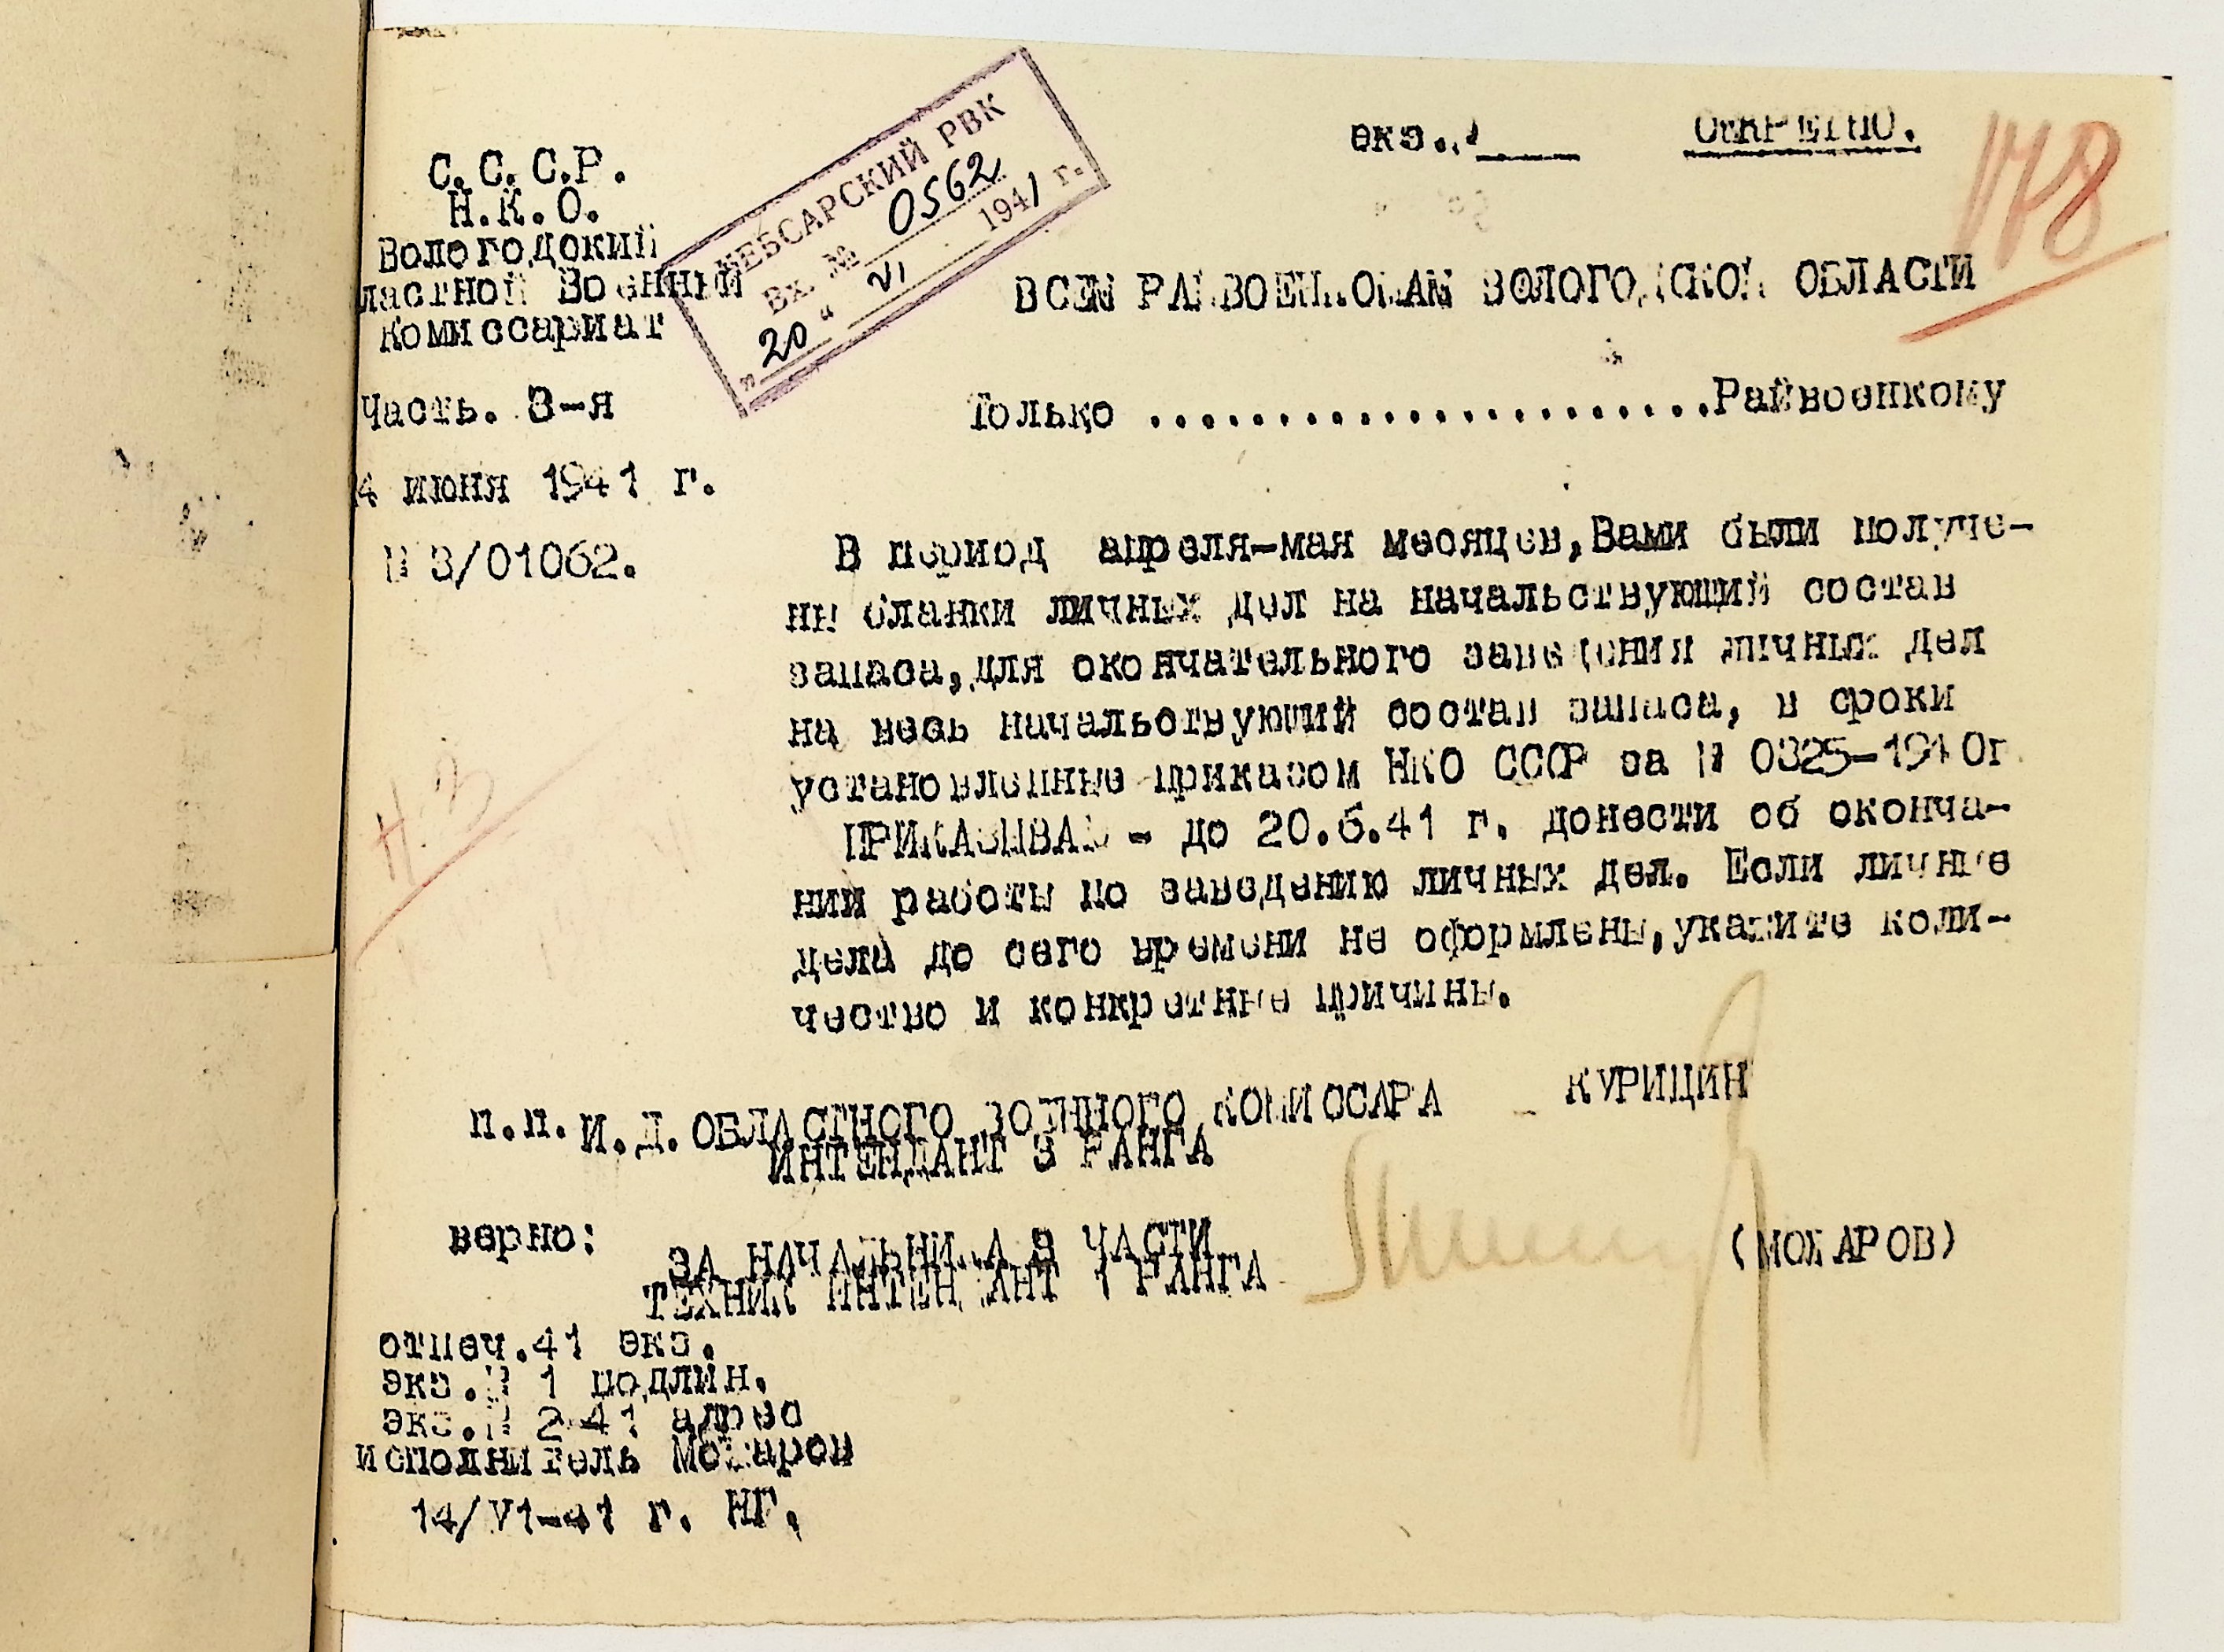 С.С.С.Р.
Н.К.О.
Вологодский
ластной Военный
Комиссариат
Часть. 3-я
4 июня 1941 г.
№ 3/01062.
ЧЕБСАРСКИЙ РВК
Вх. № 0562
"20" VI 1941 г.
экз.
СЕКРЕТНО.
178
ВСЕМ РАЙВОЕНКОМАМ ВОЛОГОДСКОЙ ОБЛАСТИ
Только ......................Райвоенкому
В период апреля-мая месяцев,Вами были получе-
ны бланки личных дел на начальствующий состав
запаса,для окончательного заведения личных дел
на весь начальствующий состав запаса, в сроки
установленные приказом НКО СССР за № 0325-1940г
ПРИКАЗЫВАЮ - до 20.6.41 г. донести об оконча-
нии работы по заведению личных дел. Если личные
дела до сего времени не оформлены,укажите коли-
чество и конкретные причины.
Н.З
п.п. И.Д.ОБЛАСТНОГО ВОЕННОГО КОМИССАРА - КУРИЦИН
ИНТЕНДАНТ 3 РАНГА
верно:
ЗА НАЧАЛЬНИКА 3 ЧАСТИ
ТЕХНИК ИНТЕНДАНТ 1 РАНГА
(МОЖАРОВ)
отпеч.41 экз.
экз.№ 1 подлин.
экз.№ 2-41 адрес
исполнитель Можаров
14/VI-41 г. НГ.